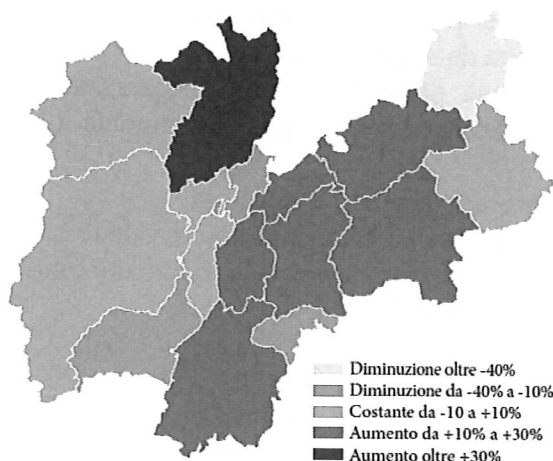 Diminuzione oltre -40%
Diminuzione da -40% a -10%
Costante da -10 a +10%
Aumento da +10% a +30%
Aumento oltre +30%